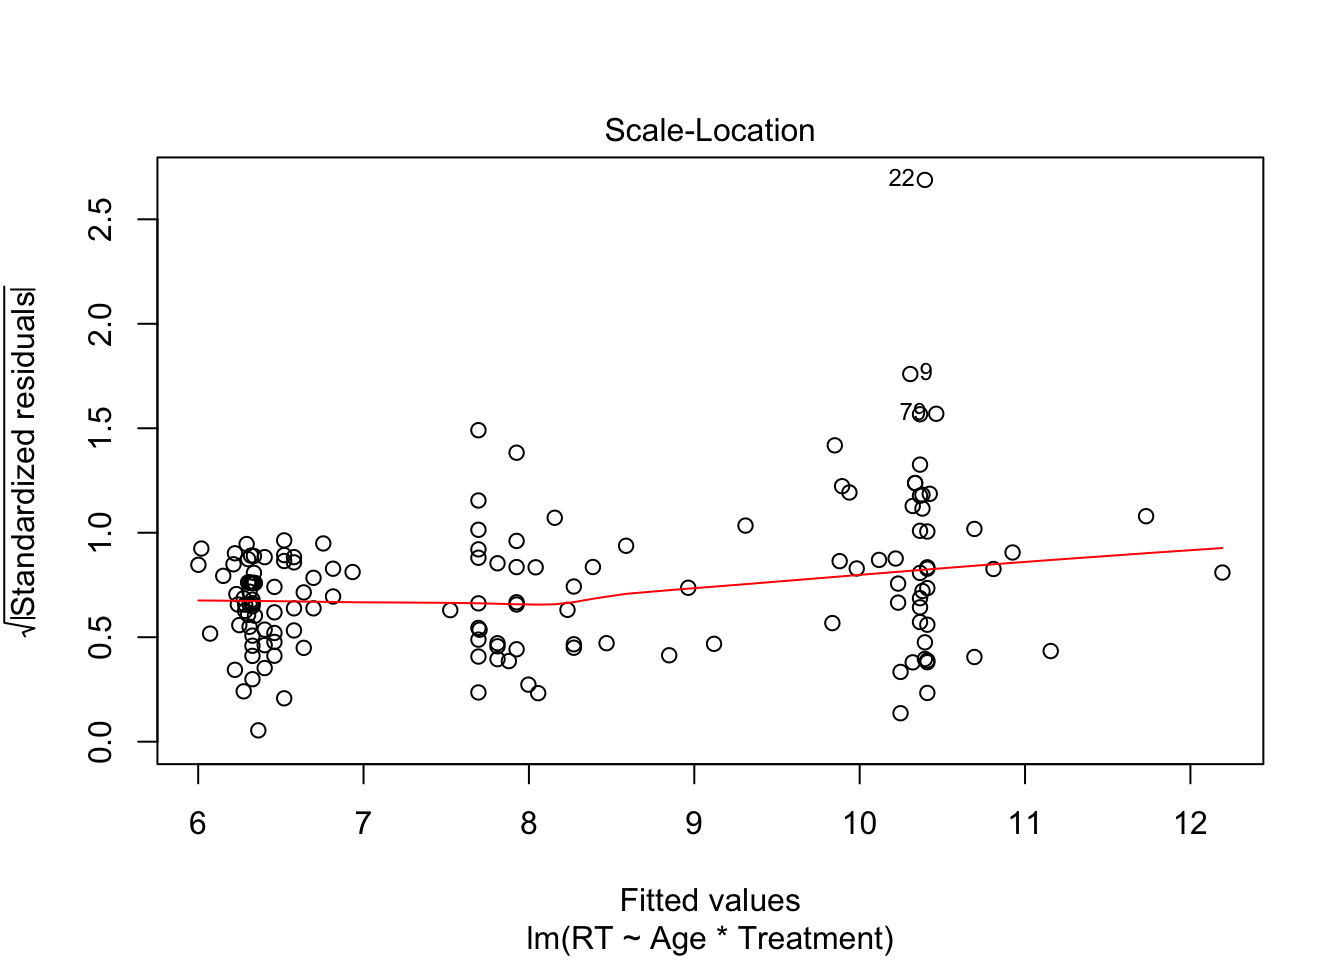 Scale-Location
√|Standardized residuals|
2.5
2.0
1.5
1.0
0.5
0.0
22
9
79
6 7 8 9 10 11 12
Fitted values
lm(RT ~ Age * Treatment)